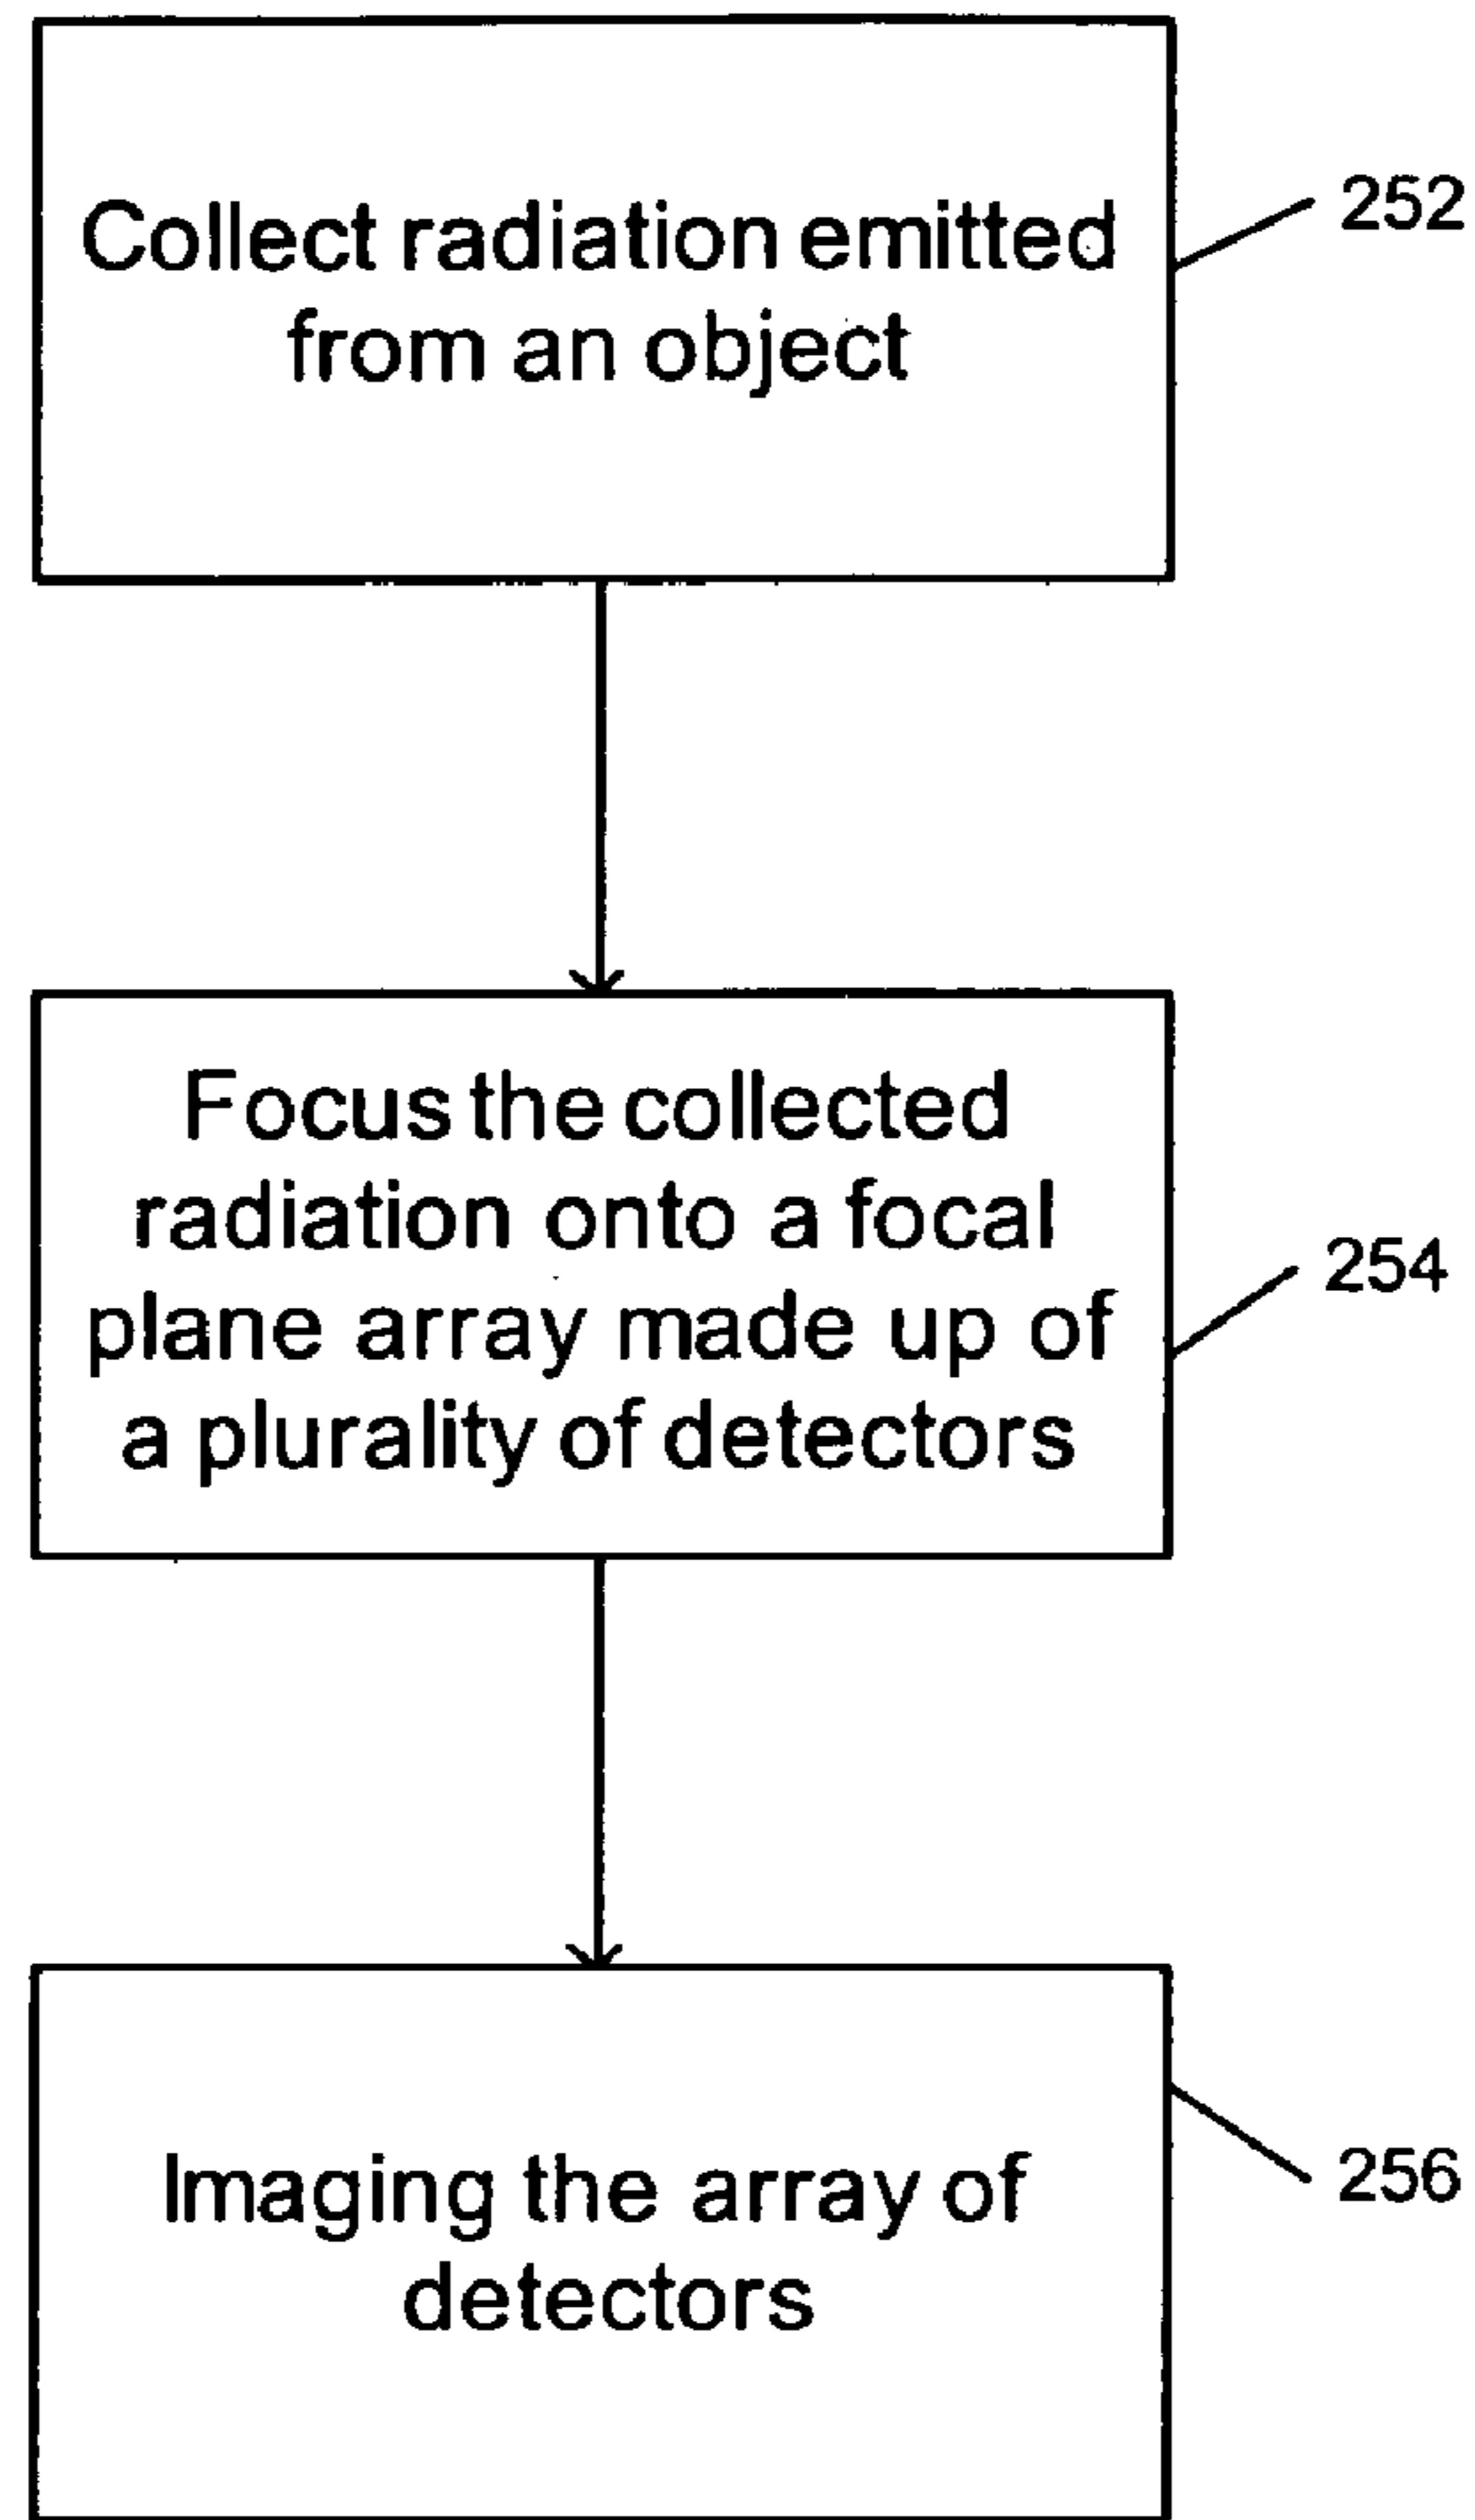 Collect radiation emitted
from an object
252
Focus the collected
radiation onto a focal
plane array made up of
a plurality of detectors
254
Imaging the array of
detectors
256